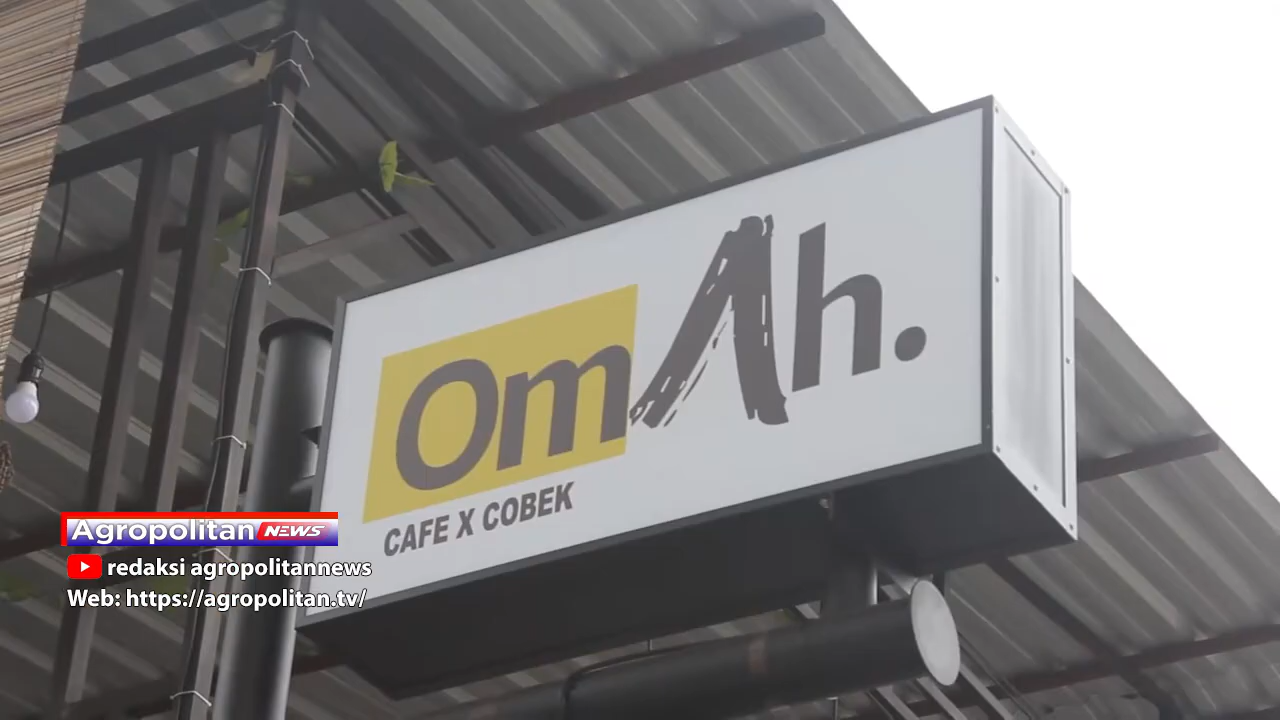 OmAh.
CAFE X COBEK
Agropolitan NEWS
redaksi agropolitannews
Web: https://agropolitan.tv/